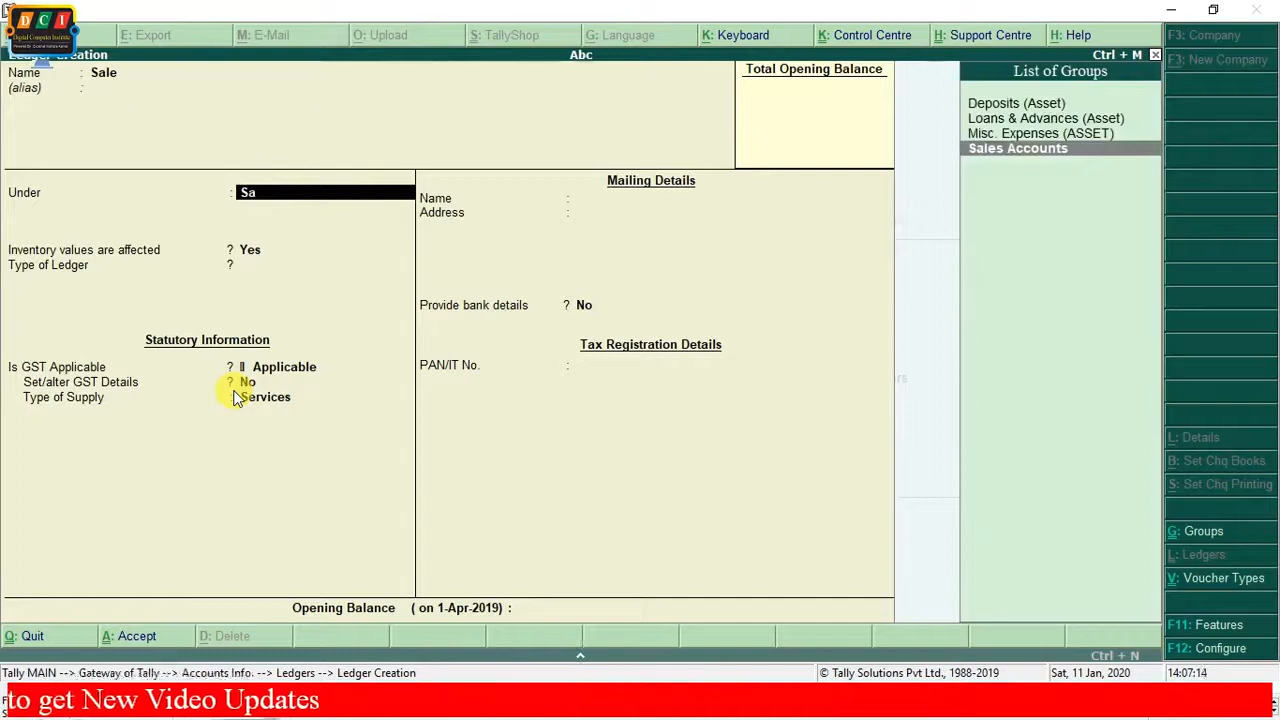 DCI
Digital Computer Institute
E: Export
M: E-Mail
O: Upload
S: TallyShop
G: Language
K: Keyboard
K: Control Centre
H: Support Centre
H: Help
F3: Company
F3: New Company
Ledger Creation
Abc
Ctrl + M
Name : Sale
(alias) :
Total Opening Balance
List of Groups
Deposits (Asset)
Loans & Advances (Asset)
Misc. Expenses (ASSET)
Sales Accounts
Under : Sa
Inventory values are affected ? Yes
Type of Ledger ?
Statutory Information
Is GST Applicable ? Applicable
Set/alter GST Details ? No
Type of Supply : Services
Mailing Details
Name :
Address :
Provide bank details ? No
Tax Registration Details
PAN/IT No. :
Opening Balance ( on 1-Apr-2019) :
L: Details
B: Set Chq Books
S: Set Chq Printing
G: Groups
L: Ledgers
V: Voucher Types
F11: Features
F12: Configure
Q: Quit
A: Accept
D: Delete
Ctrl + N
Tally MAIN --> Gateway of Tally --> Accounts Info. --> Ledgers --> Ledger Creation
© Tally Solutions Pvt Ltd., 1988-2019
Sat, 11 Jan, 2020
14:07:14
to get New Video Updates